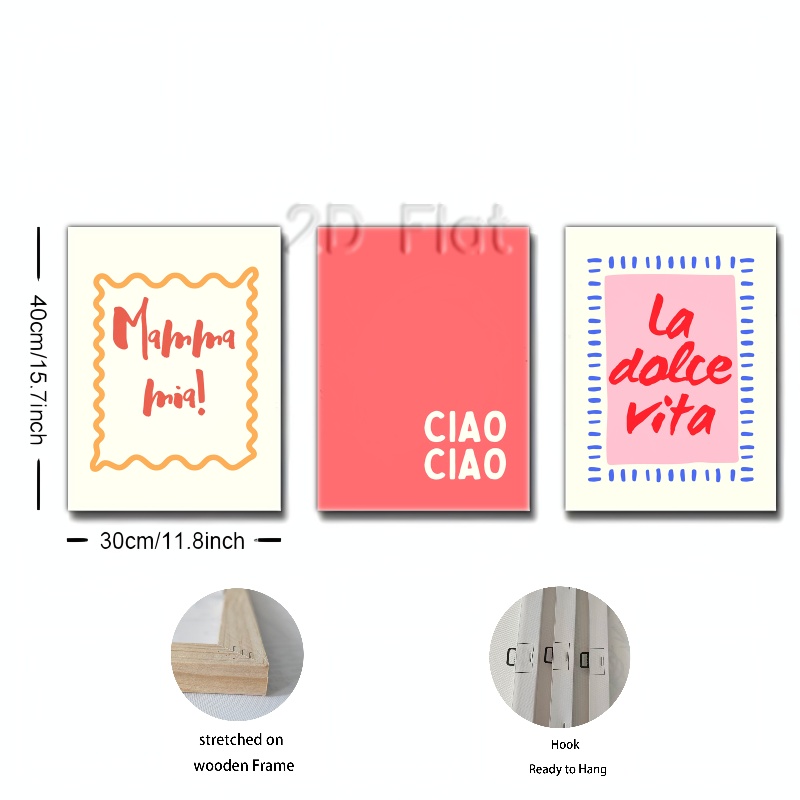 2D Flat
40cm/15.7inch
Mamma
mia!
CIAO
CIAO
La
dolce
vita
30cm/11.8inch
stretched on
wooden Frame
Hook
Ready to Hang